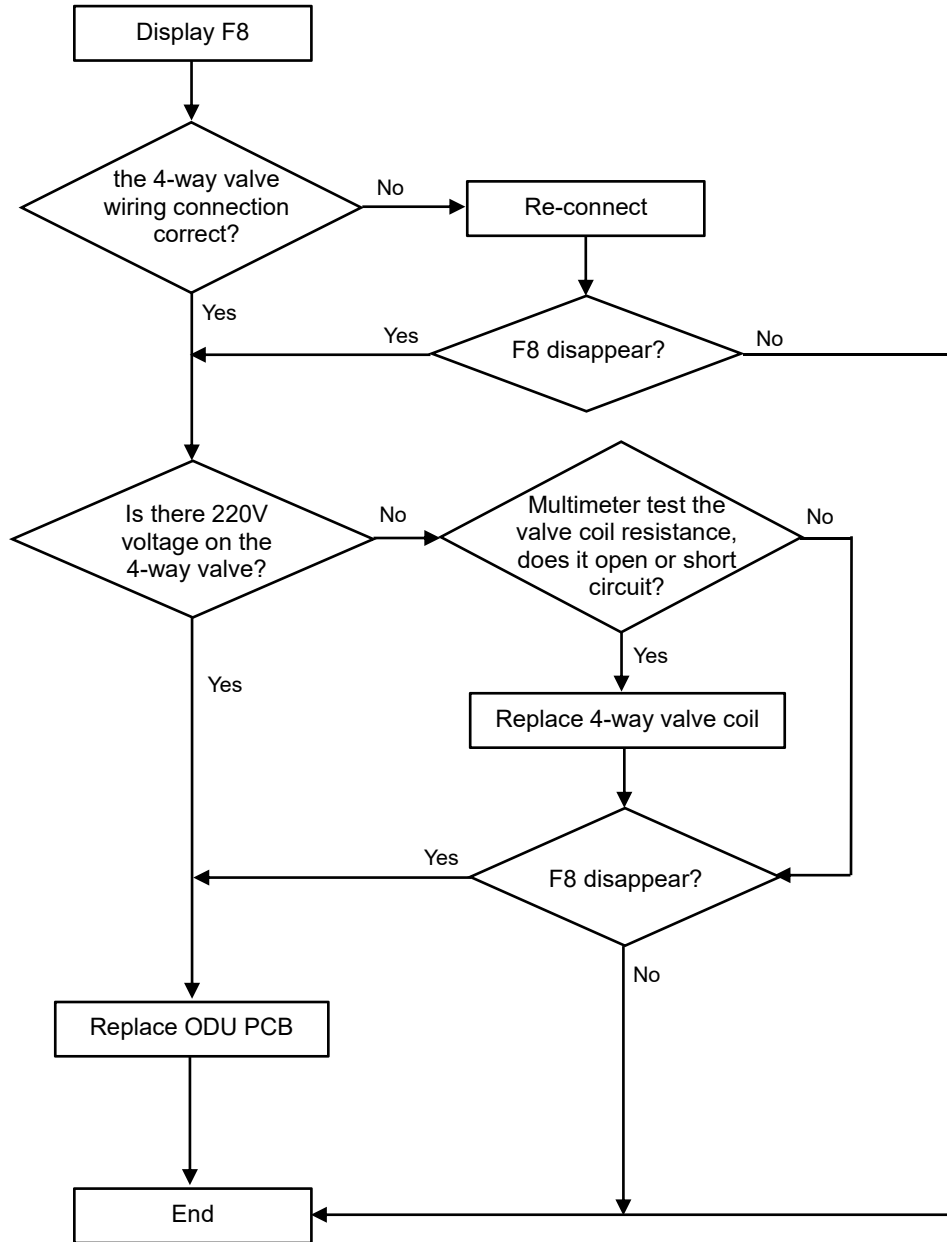 Display F8
the 4-way valve
wiring connection
correct?
No
Re-connect
Yes
Yes
F8 disappear?
No
Is there 220V
voltage on the
4-way valve?
No
Multimeter test the
valve coil resistance,
does it open or short
circuit?
No
Yes
Yes
Replace 4-way valve coil
Yes
F8 disappear?
No
Replace ODU PCB
End